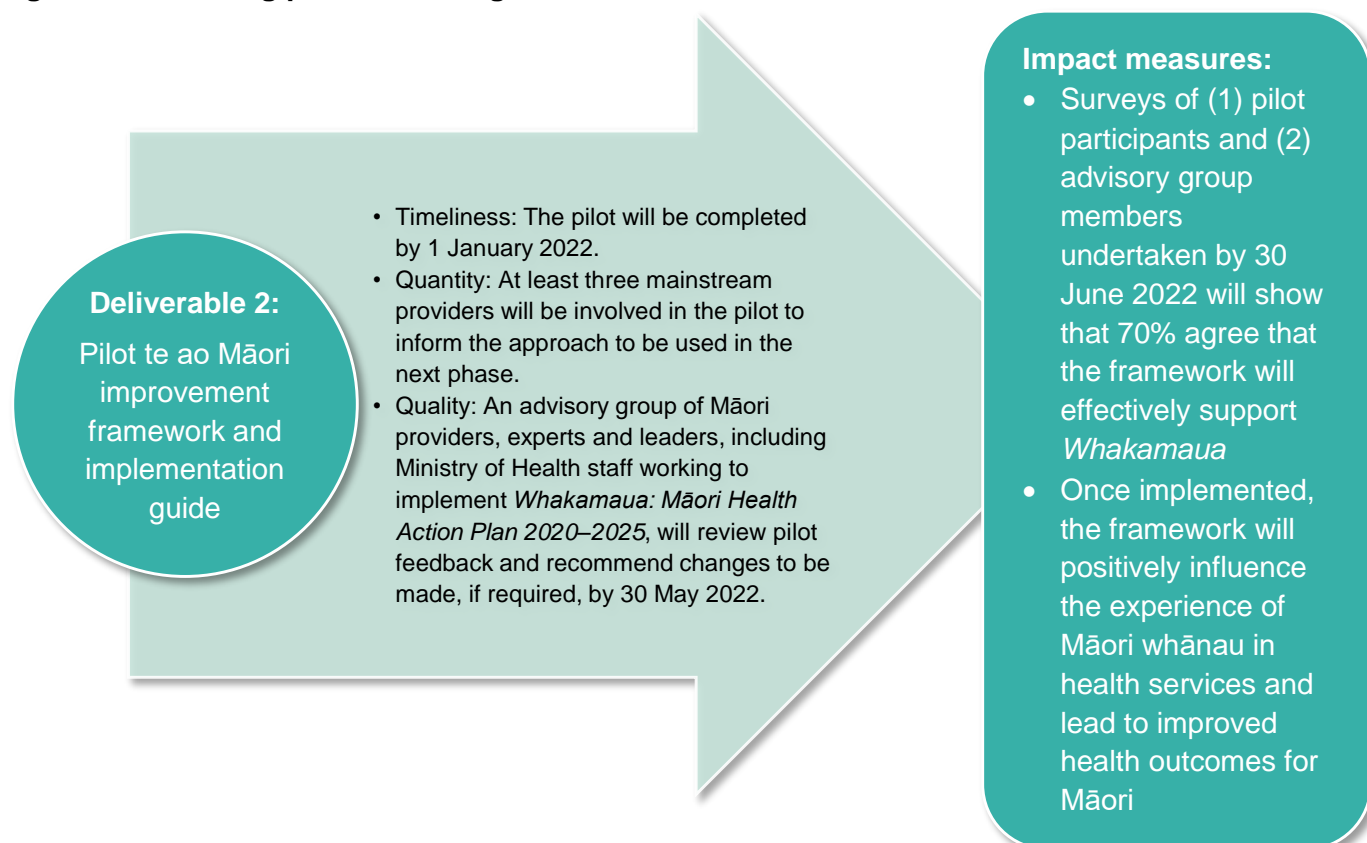 Deliverable 2:
Pilot te ao Māori
improvement
framework and
implementation
guide
• Timeliness: The pilot will be completed
by 1 January 2022.
• Quantity: At least three mainstream
providers will be involved in the pilot to
inform the approach to be used in the
next phase.
• Quality: An advisory group of Māori
providers, experts and leaders, including
Ministry of Health staff working to
implement Whakamaua: Māori Health
Action Plan 2020–2025, will review pilot
feedback and recommend changes to be
made, if required, by 30 May 2022.
Impact measures:
• Surveys of (1) pilot
participants and (2)
advisory group
members
undertaken by 30
June 2022 will show
that 70% agree that
the framework will
effectively support
Whakamaua
• Once implemented,
the framework will
positively influence
the experience of
Māori whānau in
health services and
lead to improved
health outcomes for
Māori